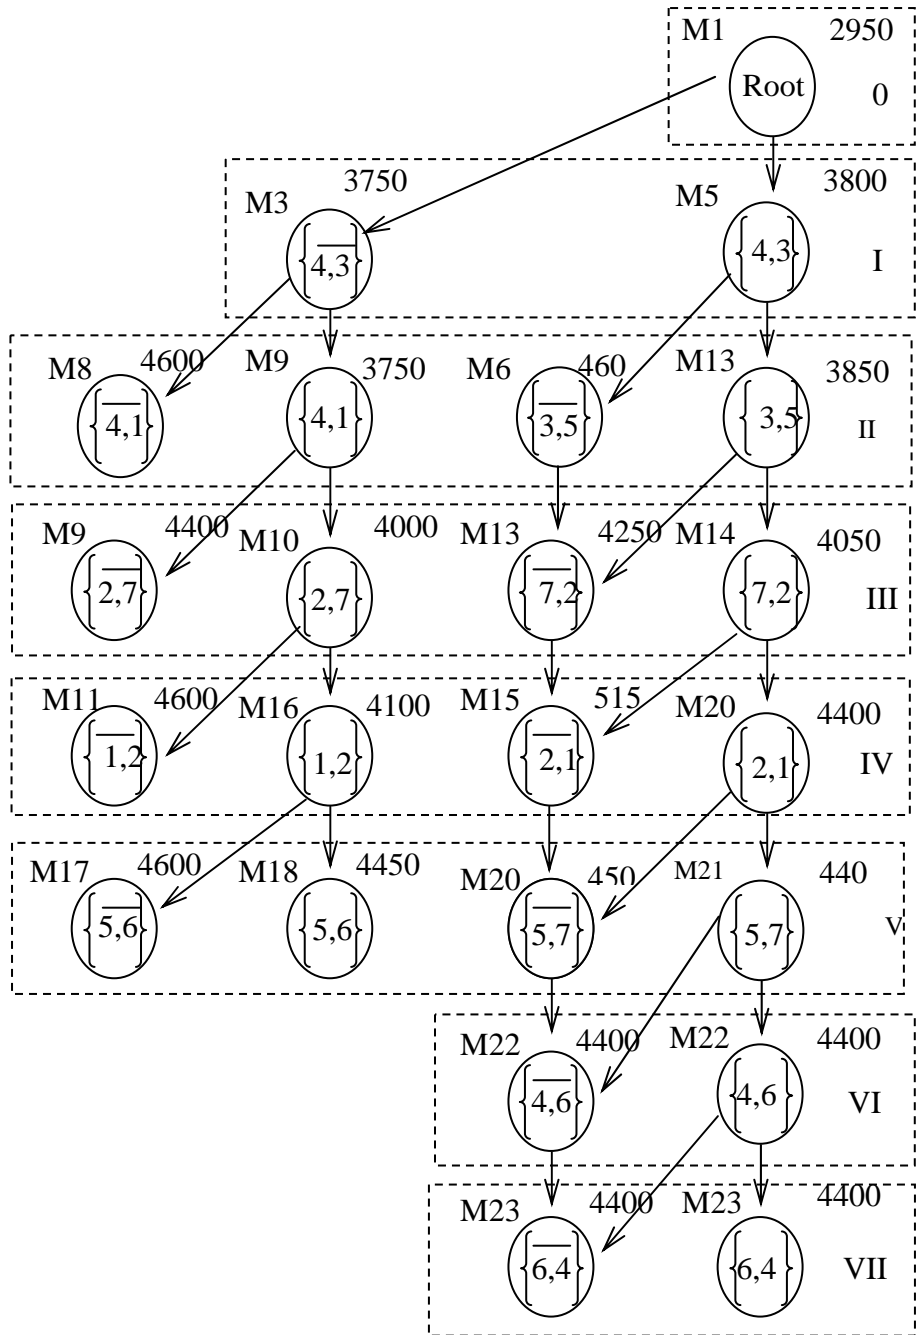 M1 2950
Root
0
3750 3800
M3 M5
{4,3} {4,3}
I
M8 4600 M9 3750 M6 460 M13 3850
{4,1} {4,1} {3,5} {3,5}
II
M9 4400 M10 4000 M13 4250 M14 4050
{2,7} {2,7} {7,2} {7,2}
III
M11 4600 M16 4100 M15 515 M20 4400
{1,2} {1,2} {2,1} {2,1}
IV
M17 4600 M18 4450 M20 450 M21 440
{5,6} {5,6} {5,7} {5,7}
V
M22 4400 M22 4400
{4,6} {4,6}
VI
M23 4400 M23 4400
{6,4} {6,4}
VII